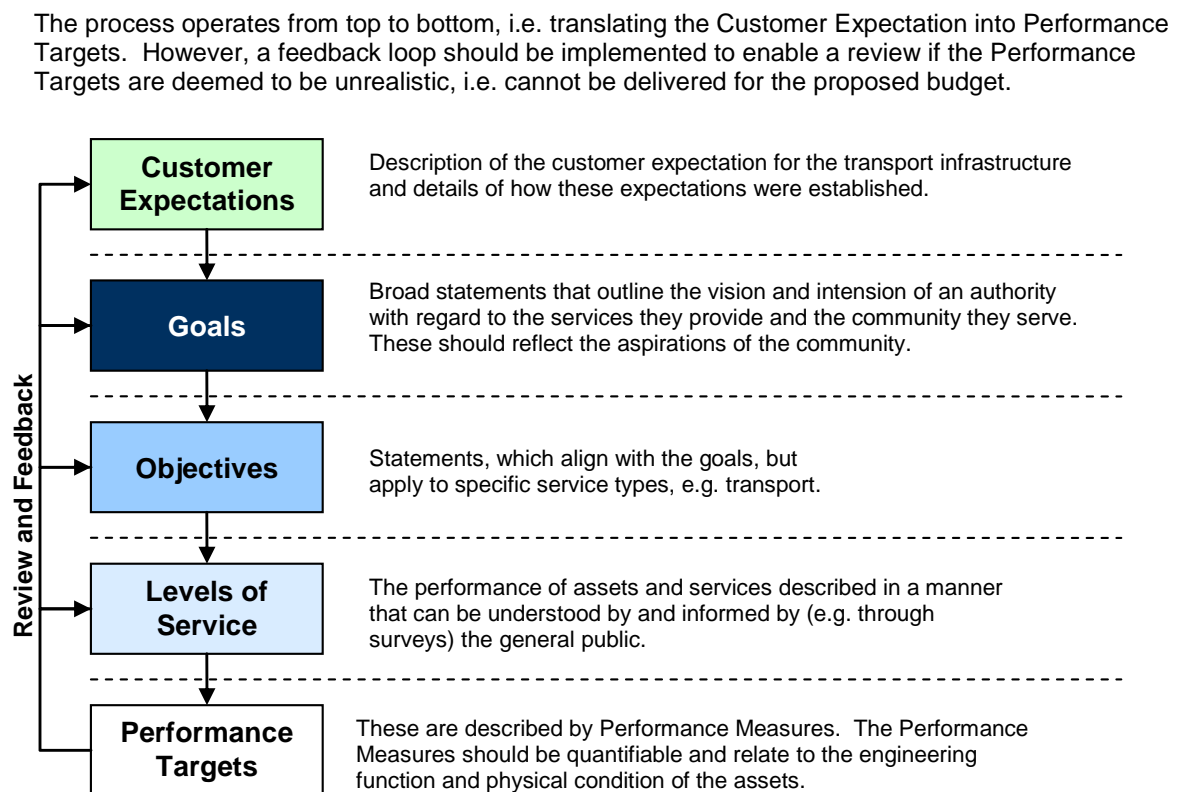 The process operates from top to bottom, i.e. translating the Customer Expectation into Performance
Targets.  However, a feedback loop should be implemented to enable a review if the Performance
Targets are deemed to be unrealistic, i.e. cannot be delivered for the proposed budget.
Customer
Expectations
Description of the customer expectation for the transport infrastructure
and details of how these expectations were established.
Goals
Broad statements that outline the vision and intension of an authority
with regard to the services they provide and the community they serve.
These should reflect the aspirations of the community.
Review and Feedback
Objectives
Statements, which align with the goals, but
apply to specific service types, e.g. transport.
Levels of
Service
The performance of assets and services described in a manner
that can be understood by and informed by (e.g. through
surveys) the general public.
Performance
Targets
These are described by Performance Measures.  The Performance
Measures should be quantifiable and relate to the engineering
function and physical condition of the assets.